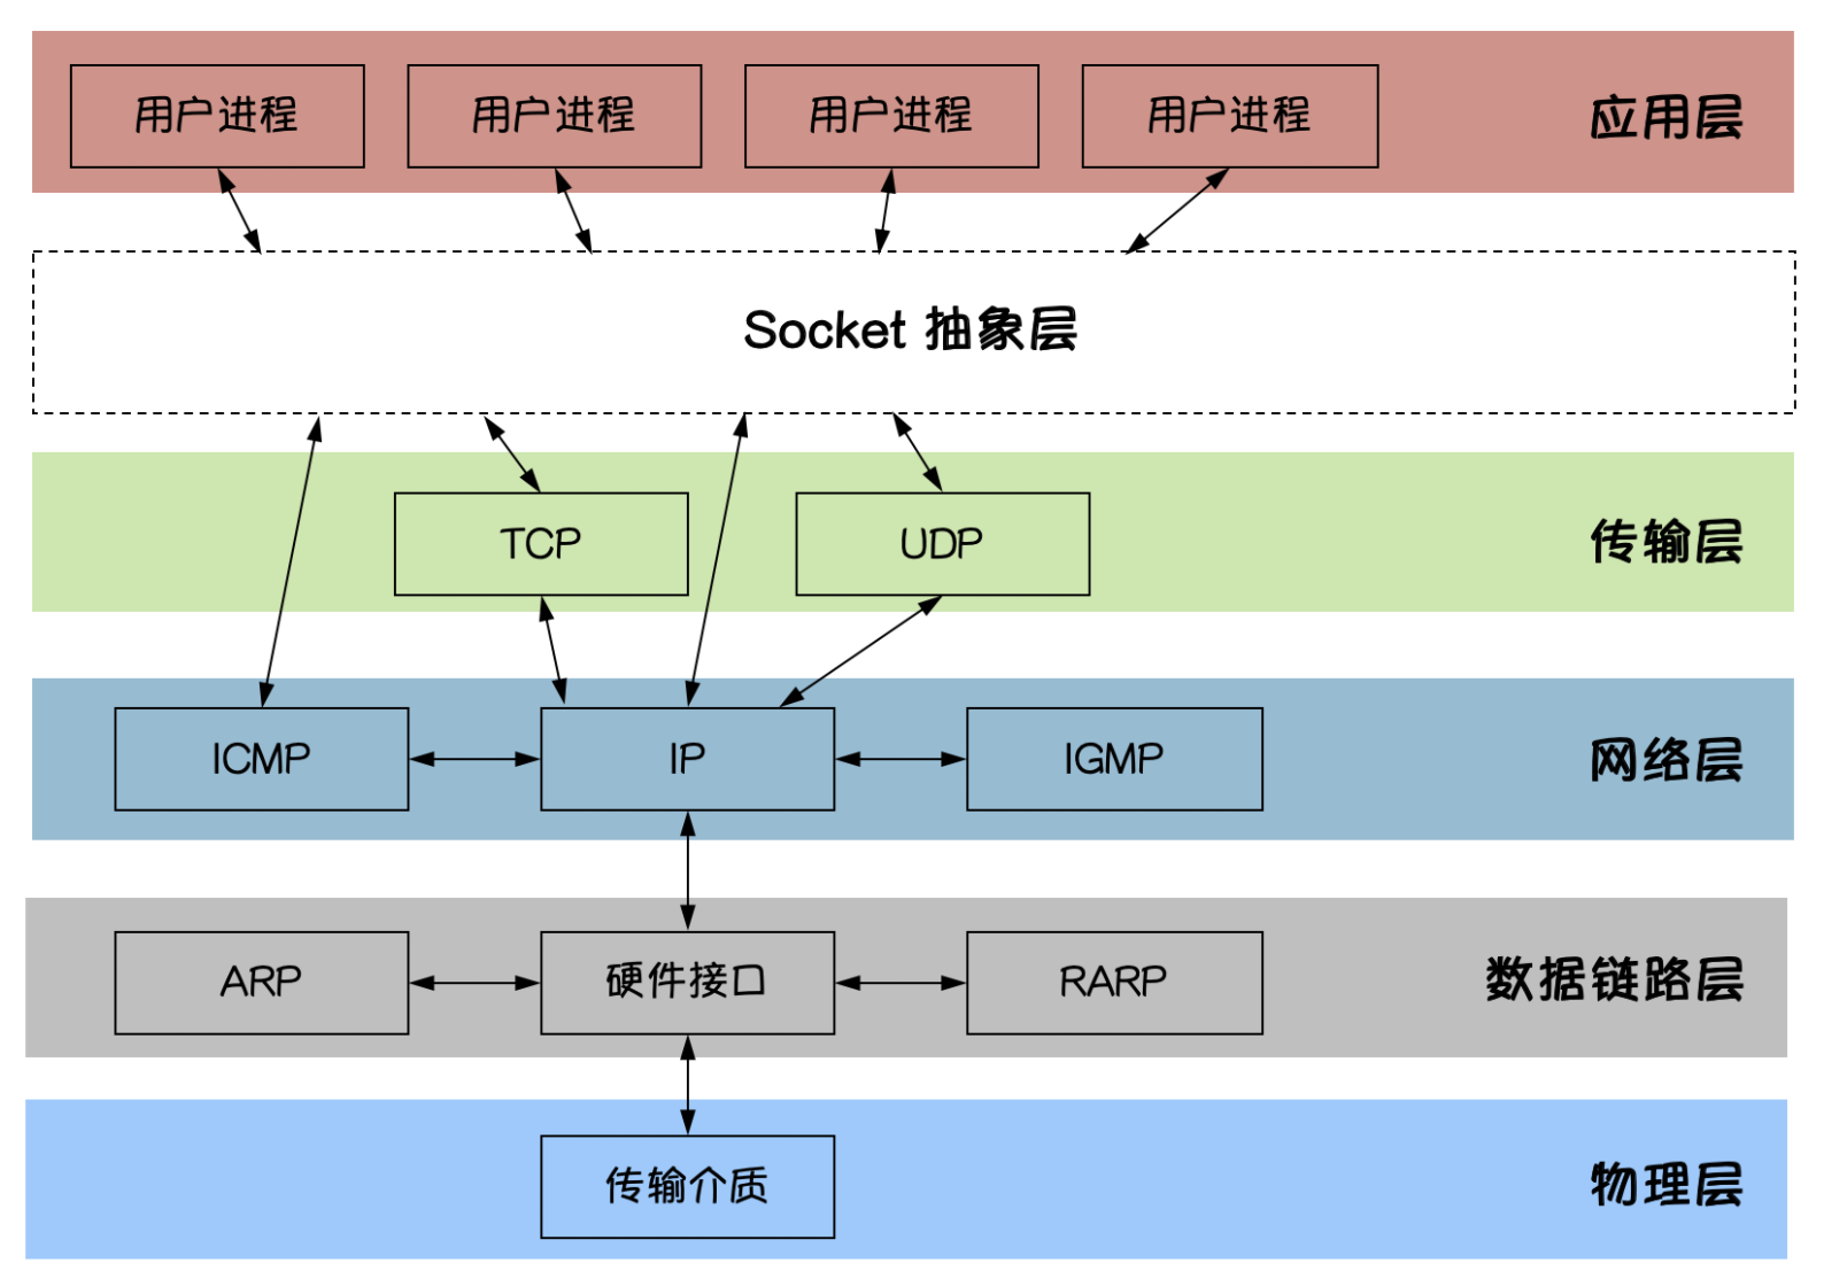 用户进程
用户进程
用户进程
用户进程
应用层
Socket 抽象层
TCP
UDP
传输层
ICMP
IP
IGMP
网络层
ARP
硬件接口
RARP
数据链路层
传输介质
物理层